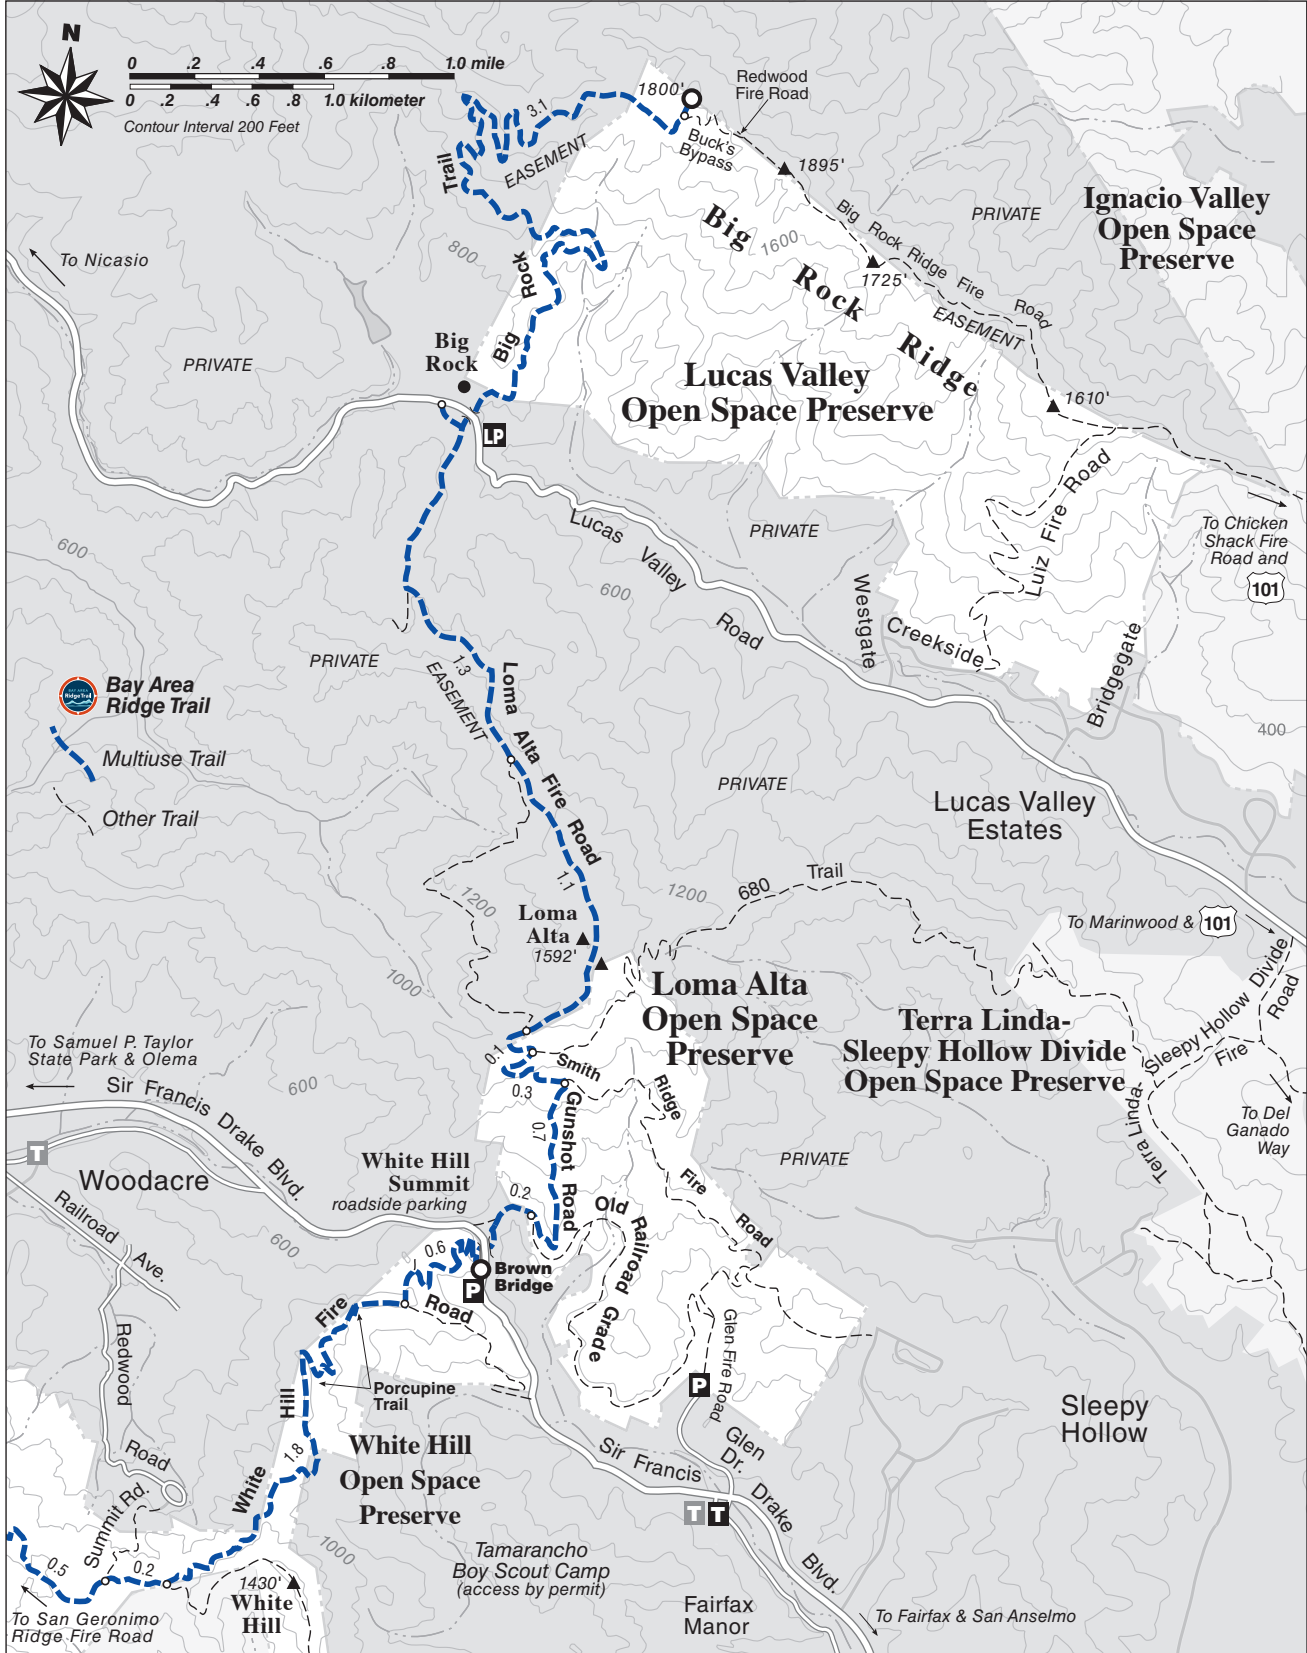 N
0 .2 .4 .6 .8 1.0 mile
0 .2 .4 .6 .8 1.0 kilometer
Contour Interval 200 Feet
1800'
Redwood
Fire Road
3.1
Buck's
Bypass
EASEMENT
Trail
1895'
Big Rock Ridge Fire Road
PRIVATE
Ignacio Valley
Open Space
Preserve
Big
Rock
Ridge
1600
800
To Nicasio
1725'
EASEMENT
Big Rock
PRIVATE
Big
Rock
Lucas Valley
Open Space Preserve
1610'
LP
Luiz Fire Road
To Chicken
Shack Fire
Road and
101
PRIVATE
Lucas Valley Road
600
600
Westgate
Creekside
Bridgegate
PRIVATE
1.3
EASEMENT
Loma Alta Fire Road
BAY AREA
Ridge Trail
Bay Area
Ridge Trail
Multiuse Trail
Other Trail
400
PRIVATE
Lucas Valley
Estates
1.1
1200
1200
680 Trail
Loma
Alta
1592'
To Marinwood & 101
1000
Loma Alta
Open Space
Preserve
Terra Linda-
Sleepy Hollow Divide
Open Space Preserve
Terra Linda-Sleepy Hollow Divide
Fire Road
To Samuel P. Taylor
State Park & Olema
0.1
Smith
Ridge
Fire
Road
0.3
600
Sir Francis Drake Blvd.
Gunshot Road
0.7
To Del
Ganado
Way
T
Woodacre
White Hill
Summit
roadside parking
PRIVATE
0.2
Old Railroad Grade
Railroad Ave.
600
0.6
Brown
Bridge
P
Fire
Road
Redwood
Road
Glen Fire Road
P
Porcupine
Trail
Hill
1.8
White
White Hill
Open Space
Preserve
Sleepy
Hollow
Sir Francis Drake Blvd.
Glen
Dr.
Summit Rd.
T T
0.5
0.2
1000
Tamarancho
Boy Scout Camp
(access by permit)
1430'
White
Hill
To San Geronimo
Ridge Fire Road
Fairfax
Manor
To Fairfax & San Anselmo